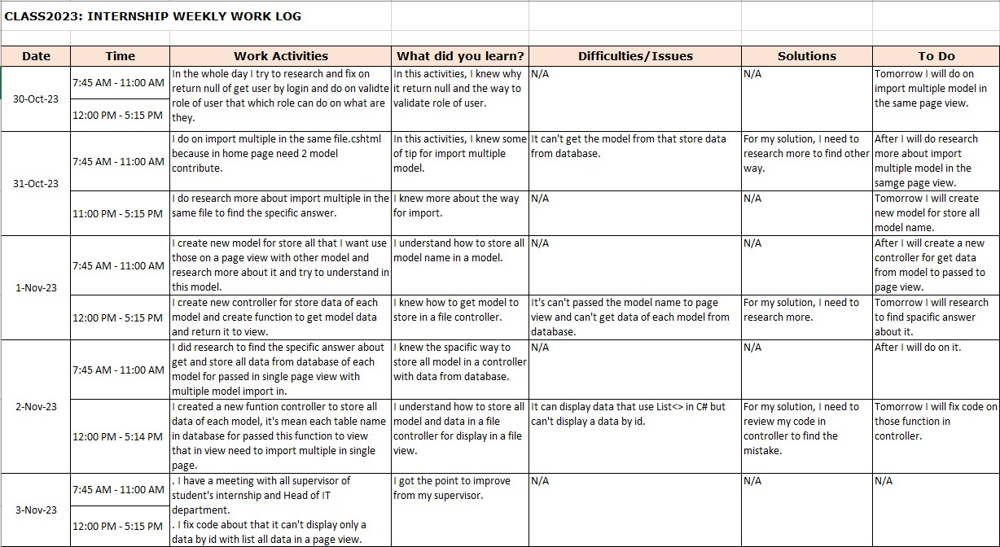 CLASS2023: INTERNSHIP WEEKLY WORK LOG
Date Time Work Activities What did you learn? Difficulties/Issues Solutions To Do
30-Oct-23
7:45 AM - 11:00 AM
12:00 PM - 5:15 PM
In the whole day I try to research and fix on
return null of get user by login and do on validte
role of user that which role can do on what are
they.
In this activities, I knew why
it return null and the way to
validate role of user.
N/A
N/A
Tomorrow I will do on
import multiple model in
the same page view.
31-Oct-23
7:45 AM - 11:00 AM
I do on import multiple in the same file.cshtml
because in home page need 2 model
contribute.
In this activities, I knew some
of tip for import multiple
model.
It can't get the model from that store data
from database.
For my solution, I need to
research more to find other
way.
After I will do research
more about import
multiple model in the
samge page view.
11:00 PM - 5:15 PM
I do research more about import multiple in the
same file to find the specific answer.
I knew more about the way
for import.
N/A
N/A
Tomorrow I will create
new model for store all
model name.
1-Nov-23
7:45 AM - 11:00 AM
I create new model for store all that I want use
those on a page view with other model and
research more about it and try to understand in
this model.
I understand how to store all
model name in a model.
N/A
N/A
After I will create a new
controller for get data
from model to passed to
page view.
12:00 PM - 5:15 PM
I create new controller for store data of each
model and create function to get model data
and return it to view.
I knew how to get model to
store in a file controller.
It's can't passed the model name to page
view and can't get data of each model from
database.
For my solution, I need to
research more.
Tomorrow I will research
to find spacific answer
about it.
2-Nov-23
7:45 AM - 11:00 AM
I did research to find the specific answer about
get and store all data from database of each
model for passed in single page view with
multiple model import in.
I knew the spacific way to
store all model in a controller
with data from database.
N/A
N/A
After I will do on it.
12:00 PM - 5:14 PM
I created a new funtion controller to store all
data of each model, it's mean each table name
in database for passed this function to view
that in view need to import multiple in single
page.
I understand how to store all
model and data in a file
controller for display in a file
view.
It can display data that use List<> in C# but
can't display a data by id.
For my solution, I need to
review my code in
controller to find the
mistake.
Tomorrow I will fix code on
those function in
controller.
3-Nov-23
7:45 AM - 11:00 AM
12:00 PM - 5:15 PM
. I have a meeting with all supervisor of
student's internship and Head of IT
department.
. I fix code about that it can't display only a
data by id with list all data in a page view.
I got the point to improve
from my supervisor.
N/A
N/A
N/A